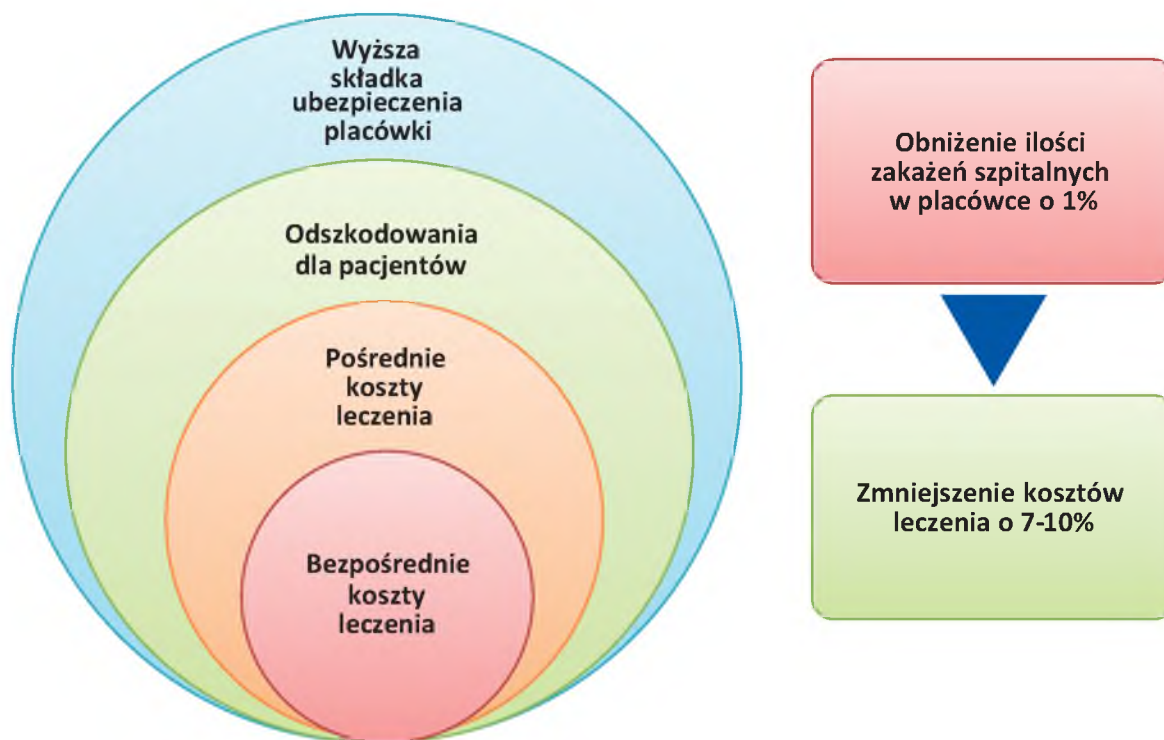 Wyższa
składka
ubezpieczenia
placówki
Odszkodowania
dla pacjentów
Pośrednie
koszty
leczenia
Bezpośrednie
koszty
leczenia
Obniżenie ilości
zakażeń szpitalnych
w placówce o 1%
Zmniejszenie kosztów
leczenia o 7-10%